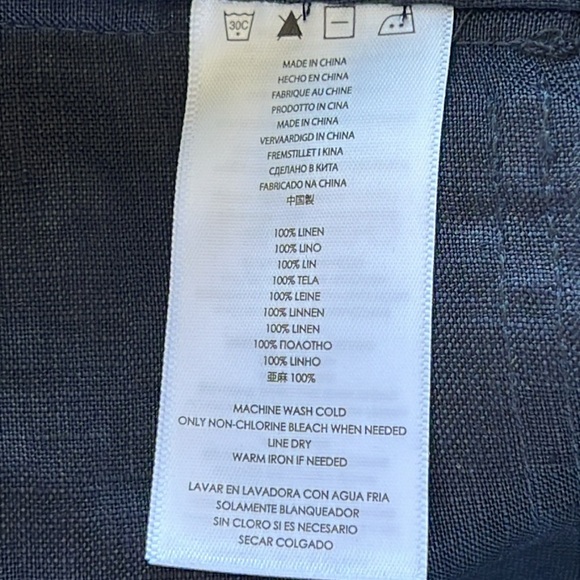 30C
MADE IN CHINA
HECHO EN CHINA
FABRIQUE AU CHINE
PRODOTTO IN CINA
MADE IN CHINA
VERVAARDIGD IN CHINA
FREMSTILLET I KINA
СДЕЛАНО В КИТА
FABRICADO NA CHINA
中国製
100% LINEN
100% LINO
100% LIN
100% TELA
100% LEINE
100% LINNEN
100% LINEN
100% ПОЛОТНО
100% LINHO
亜麻 100%
MACHINE WASH COLD
ONLY NON-CHLORINE BLEACH WHEN NEEDED
LINE DRY
WARM IRON IF NEEDED
LAVAR EN LAVADORA CON AGUA FRIA
SOLAMENTE BLANQUEADOR
SIN CLORO SI ES NECESARIO
SECAR COLGADO